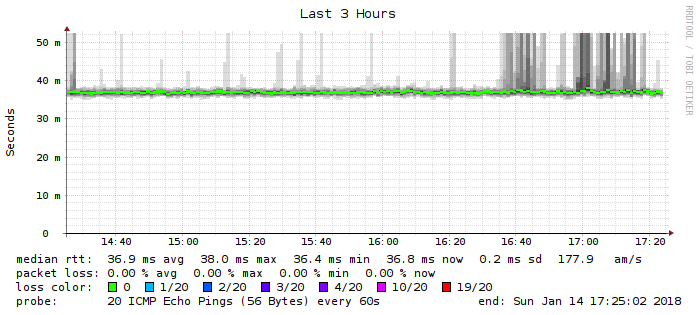 Last 3 Hours
RRDTOOL / TOBI OETIKER
Seconds
50 m
40 m
30 m
20 m
10 m
0
14:40 15:00 15:20 15:40 16:00 16:20 16:40 17:00 17:20
median rtt: 36.9 ms avg 38.0 ms max 36.4 ms min 36.8 ms now 0.2 ms sd 177.9 am/s
packet loss: 0.00 % avg 0.00 % max 0.00 % min 0.00 % now
loss color: 0 1/20 2/20 3/20 4/20 10/20 19/20
probe: 20 ICMP Echo Pings (56 Bytes) every 60s end: Sun Jan 14 17:25:02 2018